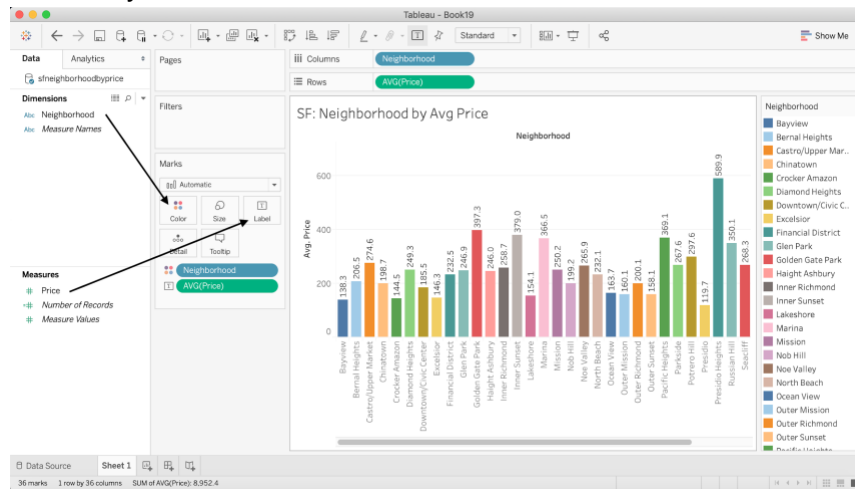 Tableau - Book19
Standard
Show Me
Data
Analytics
Pages
Columns
Neighborhood
sfneighborhoodbyprice
Rows
AVG(Price)
Dimensions
Abc Neighborhood
Abc Measure Names
Filters
Marks
Automatic
Color
Size
Label
Detail
Tooltip
Neighborhood
AVG(Price)
Measures
# Price
=# Number of Records
# Measure Values
SF: Neighborhood by Avg Price
Neighborhood
Avg. Price
600
400
200
0
138.3
206.5
274.6
198.7
144.5
249.3
185.5
146.3
232.5
246.9
397.3
246.0
258.7
379.0
154.1
366.5
250.2
199.2
265.9
232.1
163.7
160.1
200.1
158.1
369.1
267.6
297.6
119.7
589.9
350.1
268.3
Bayview
Bernal Heights
Castro/Upper Market
Chinatown
Crocker Amazon
Diamond Heights
Downtown/Civic Center
Excelsior
Financial District
Glen Park
Golden Gate Park
Haight Ashbury
Inner Richmond
Inner Sunset
Lakeshore
Marina
Mission
Nob Hill
Noe Valley
North Beach
Ocean View
Outer Mission
Outer Richmond
Outer Sunset
Pacific Heights
Parkside
Potrero Hill
Presidio
Presidio Heights
Russian Hill
Seacliff
Neighborhood
Bayview
Bernal Heights
Castro/Upper Mar..
Chinatown
Crocker Amazon
Diamond Heights
Downtown/Civic C..
Excelsior
Financial District
Glen Park
Golden Gate Park
Haight Ashbury
Inner Richmond
Inner Sunset
Lakeshore
Marina
Mission
Nob Hill
Noe Valley
North Beach
Ocean View
Outer Mission
Outer Richmond
Outer Sunset
Data Source
Sheet 1
36 marks
1 row by 36 columns
SUM of AVG(Price): 8,952.4